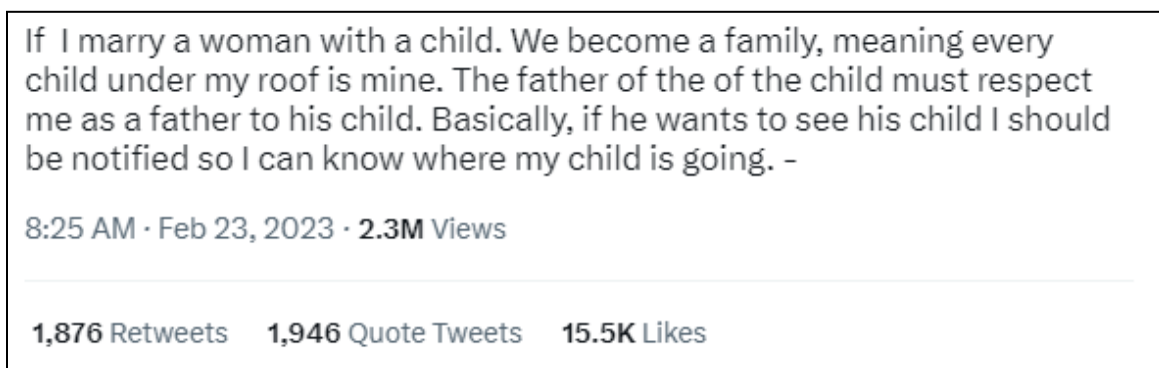 If I marry a woman with a child. We become a family, meaning every
child under my roof is mine. The father of the of the child must respect
me as a father to his child. Basically, if he wants to see his child I should
be notified so I can know where my child is going. -
8:25 AM · Feb 23, 2023 · 2.3M Views
1,876 Retweets 1,946 Quote Tweets 15.5K Likes